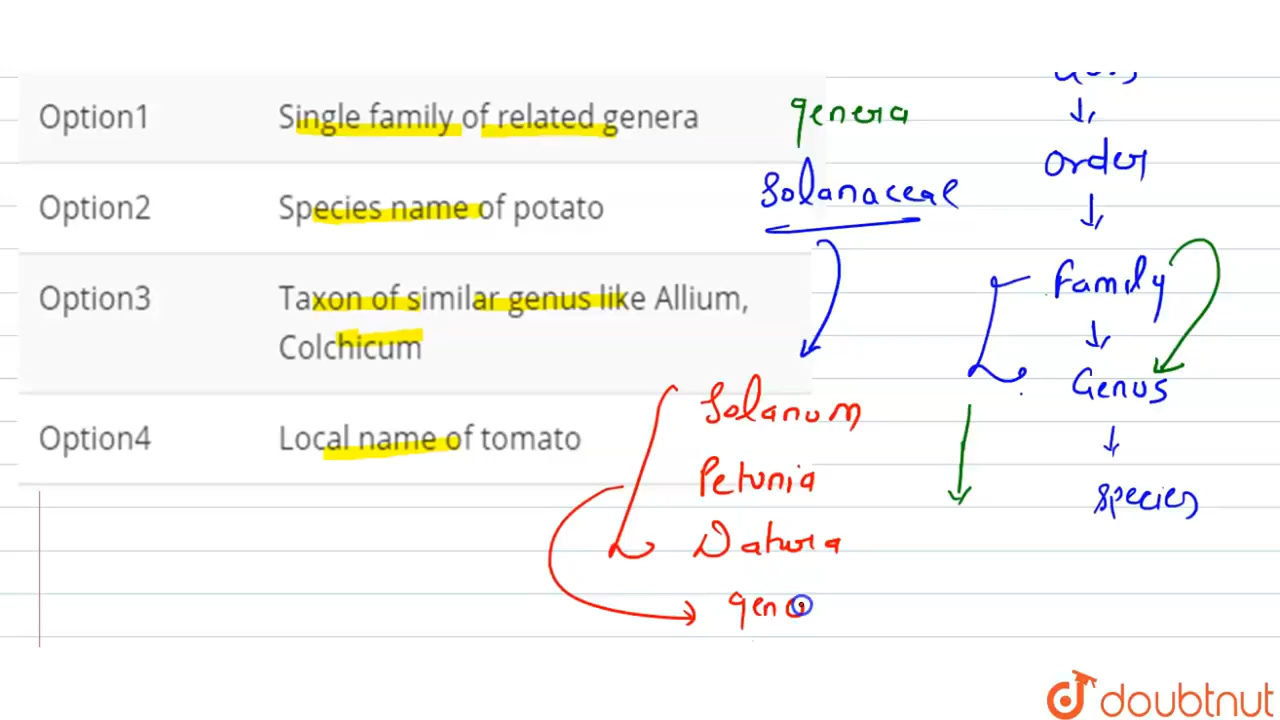 Option1 Single family of related genera
Option2 Species name of potato
Option3 Taxon of similar genus like Allium,
Colchicum
Option4 Local name of tomato
genera
Solanaceae
Solanum
Petunia
Datura
gen
Order
Family
Genus
Species
doubtnut